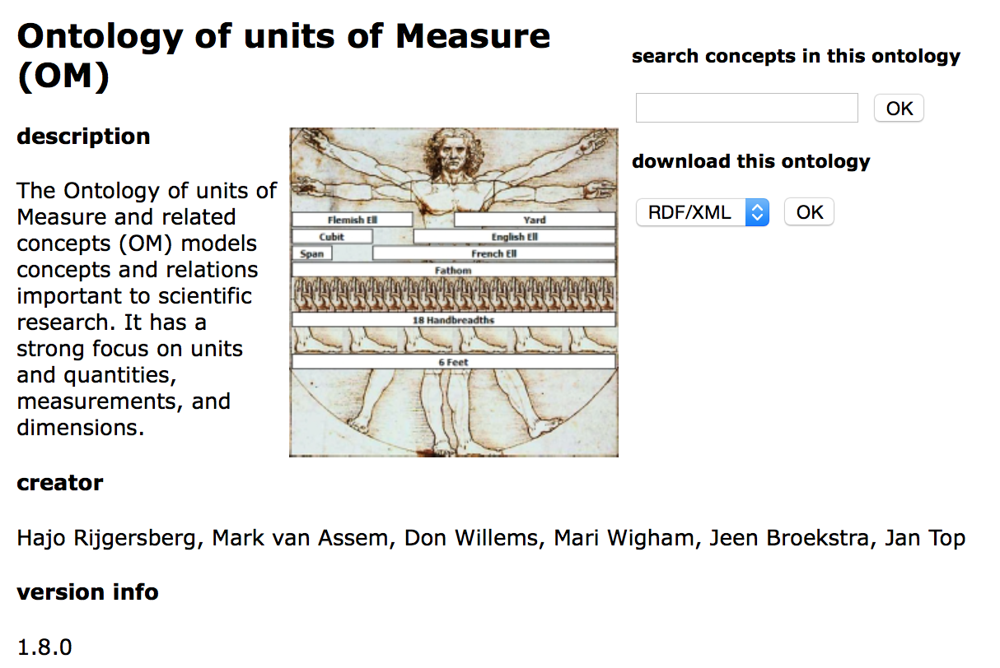 Ontology of units of Measure
(OM)
search concepts in this ontology
OK
download this ontology
RDF/XML OK
description
The Ontology of units of
Measure and related
concepts (OM) models
concepts and relations
important to scientific
research. It has a
strong focus on units
and quantities,
measurements, and
dimensions.
Flemish Ell Yard
Cubit English Ell
Span French Ell
Fathom
18 Handbreadths
6 Feet
creator
Hajo Rijgersberg, Mark van Assem, Don Willems, Mari Wigham, Jeen Broekstra, Jan Top
version info
1.8.0